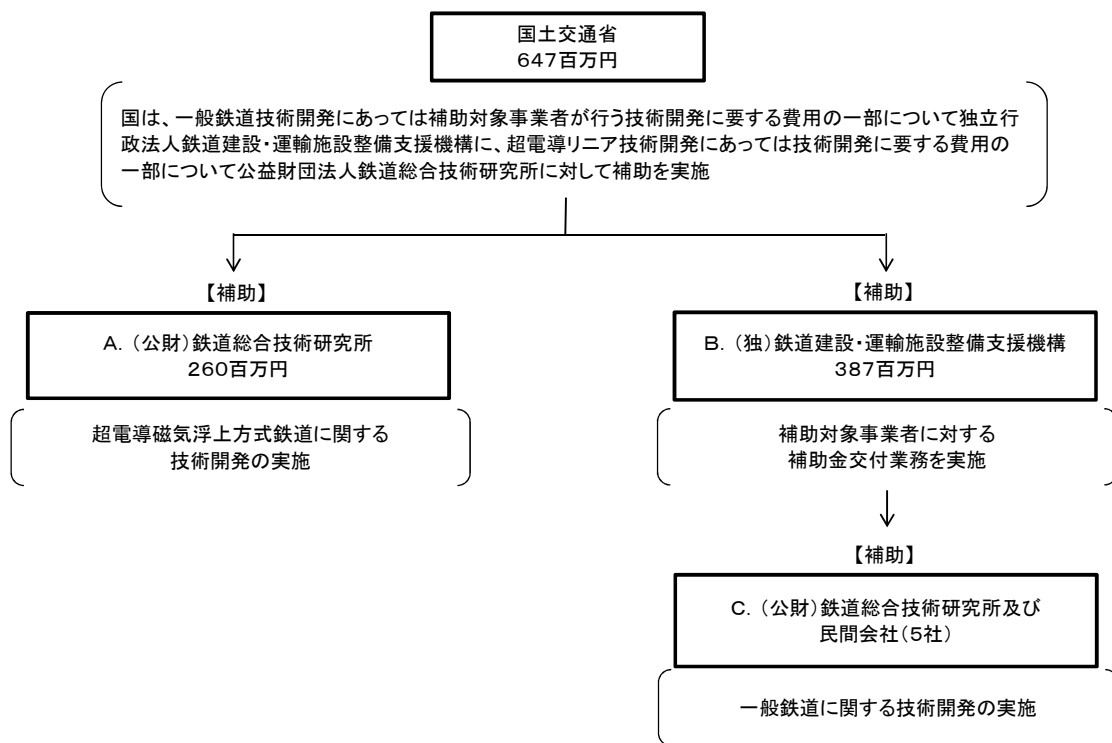 国土交通省
647百万円
国は、一般鉄道技術開発にあっては補助対象事業者が行う技術開発に要する費用の一部について独立行
政法人鉄道建設・運輸施設整備支援機構に、超電導リニア技術開発にあっては技術開発に要する費用の
一部について公益財団法人鉄道総合技術研究所に対して補助を実施
【補助】
A.（公財）鉄道総合技術研究所
260百万円
超電導磁気浮上方式鉄道に関する
技術開発の実施
【補助】
B.（独）鉄道建設・運輸施設整備支援機構
387百万円
補助対象事業者に対する
補助金交付業務を実施
【補助】
C.（公財）鉄道総合技術研究所及び
民間会社（5社）
一般鉄道に関する技術開発の実施